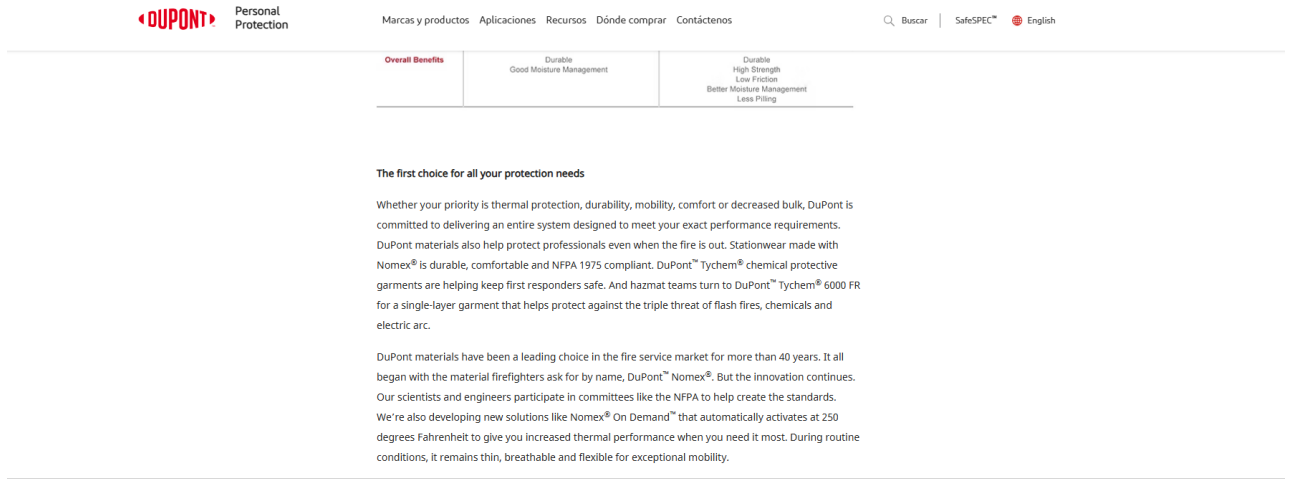 DUPONT
Personal
Protection
Marcas y productos Aplicaciones Recursos Dónde comprar Contáctenos
Buscar
SafeSPEC™
English
Overall Benefits
Durable
Good Moisture Management
Durable
High Strength
Low Friction
Better Moisture Management
Less Pilling
The first choice for all your protection needs
Whether your priority is thermal protection, durability, mobility, comfort or decreased bulk, DuPont is
committed to delivering an entire system designed to meet your exact performance requirements.
DuPont materials also help protect professionals even when the fire is out. Stationwear made with
Nomex® is durable, comfortable and NFPA 1975 compliant. DuPont™ Tychem® chemical protective
garments are helping keep first responders safe. And hazmat teams turn to DuPont™ Tychem® 6000 FR
for a single-layer garment that helps protect against the triple threat of flash fires, chemicals and
electric arc.
DuPont materials have been a leading choice in the fire service market for more than 40 years. It all
began with the material firefighters ask for by name, DuPont™ Nomex®. But the innovation continues.
Our scientists and engineers participate in committees like the NFPA to help create the standards.
We're also developing new solutions like Nomex® On Demand™ that automatically activates at 250
degrees Fahrenheit to give you increased thermal performance when you need it most. During routine
conditions, it remains thin, breathable and flexible for exceptional mobility.